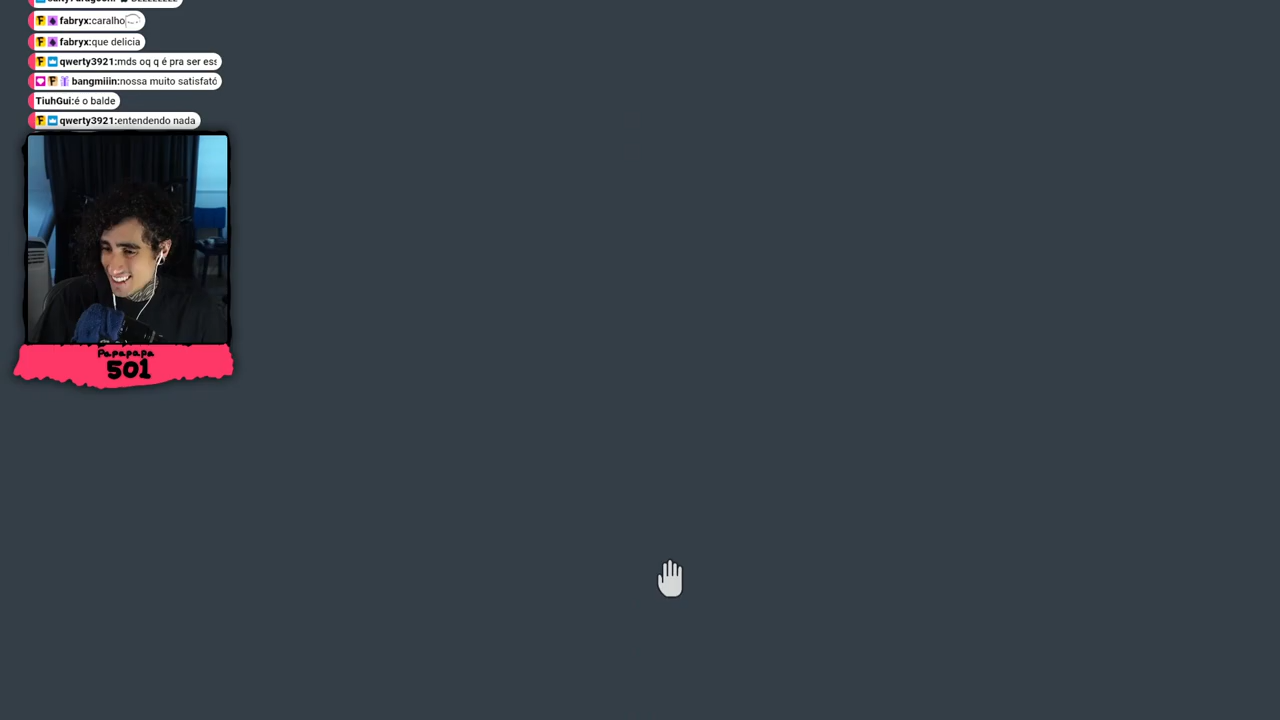 fabryx:caralho
fabryx:que delicia
qwerty3921:mds oq q é pra ser ess
bangmiiin:nossa muito satisfató
TiuhGui:é o balde
qwerty3921:entendendo nada
Papapapa
501